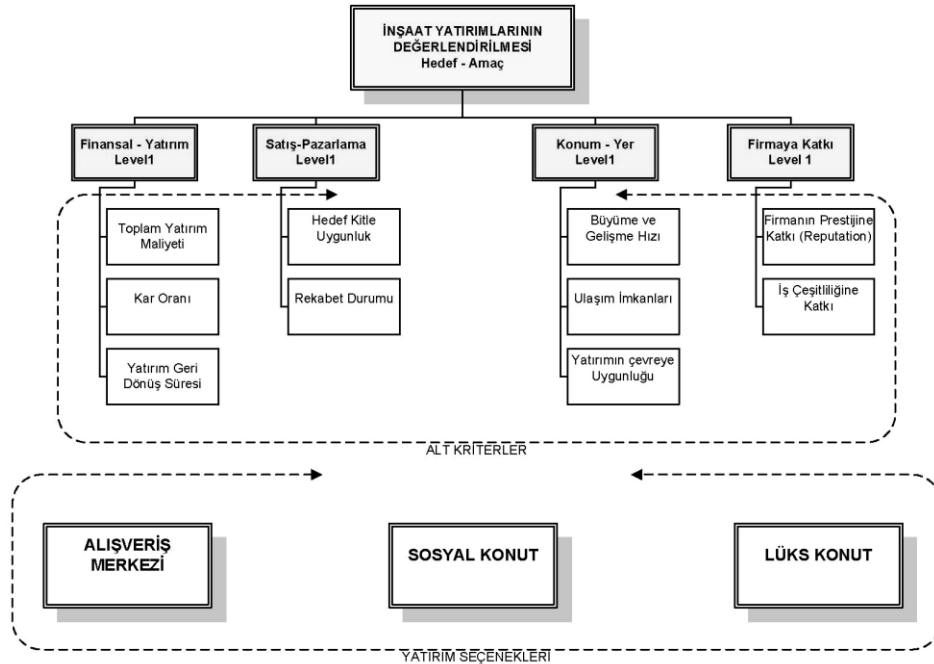 İNŞAAT YATIRIMLARININ
DEĞERLENDİRİLMESİ
Hedef - Amaç
Finansal - Yatırım
Level1
Satış-Pazarlama
Level1
Konum - Yer
Level1
Firmaya Katkı
Level 1
Toplam Yatırım
Maliyeti
Hedef Kitle
Uygunluk
Büyüme ve
Gelişme Hızı
Firmanın Prestijine
Katkı (Reputation)
Kar Oranı
Rekabet Durumu
Ulaşım İmkanları
İş Çeşitliliğine
Katkı
Yatırım Geri
Dönüş Süresi
Yatırımın çevreye
Uygunluğu
ALT KRİTERLER
ALIŞVERİŞ
MERKEZİ
SOSYAL KONUT
LÜKS KONUT
YATIRIM SEÇENEKLERİ